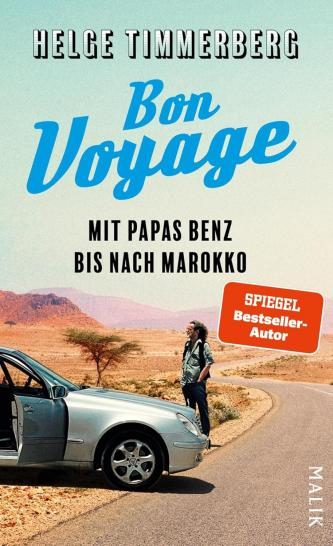 HELGE TIMMERBERG
Bon
Voyage
MIT PAPAS BENZ
BIS NACH MAROKKO
SPIEGEL
Bestseller-
Autor
MALIK